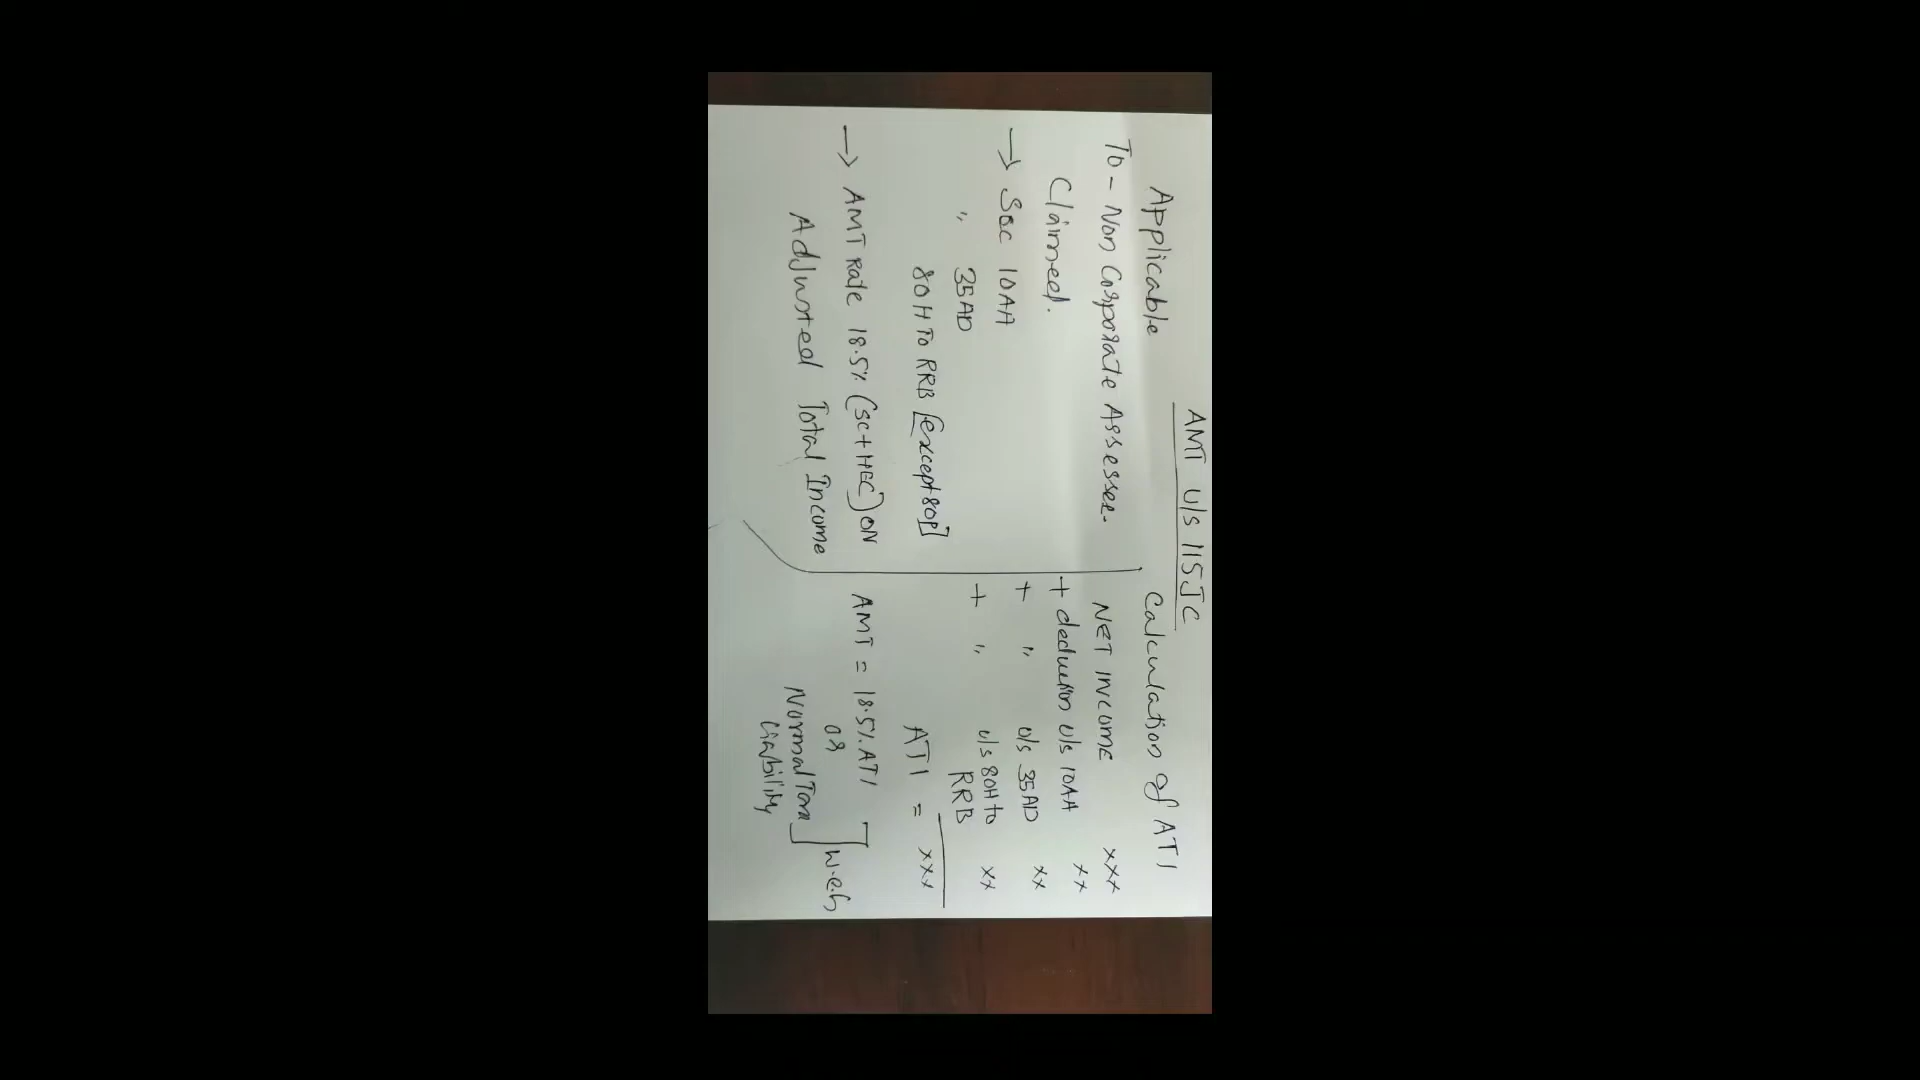 AMT U/s 115JC
Applicable
To - Non Corporate Assessee.
Claimed.
→ Sec 10AA
" 35AD
80H To RRB [except 80P]
→ AMT Rate 18.5% (SC+HEC) ON
Adjusted Total Income
Calculation of ATI
NET INCOME xxx
+ deduction U/s 10AA xx
+ " U/s 35AD xx
+ " U/s 80H to RRB xx
ATI = xxx
AMT = 18.5% ATI
OR
Normal Tax
Liability
] W.e.h